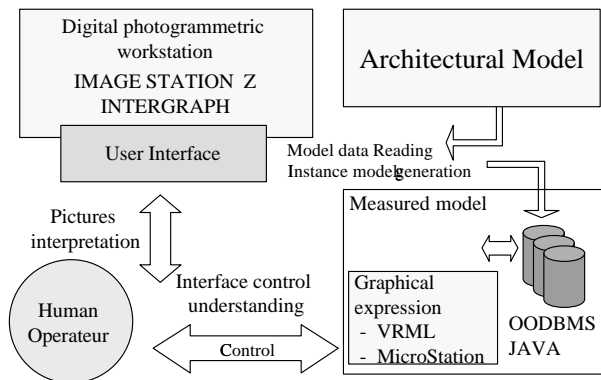 Digital photogrammetric
workstation
IMAGE STATION Z
INTERGRAPH
User Interface
Architectural Model
Model data Reading
Instance model generation
Pictures
interpretation
Measured model
Interface control
understanding
Human
Operateur
Control
Graphical
expression
- VRML
- MicroStation
OODBMS
JAVA